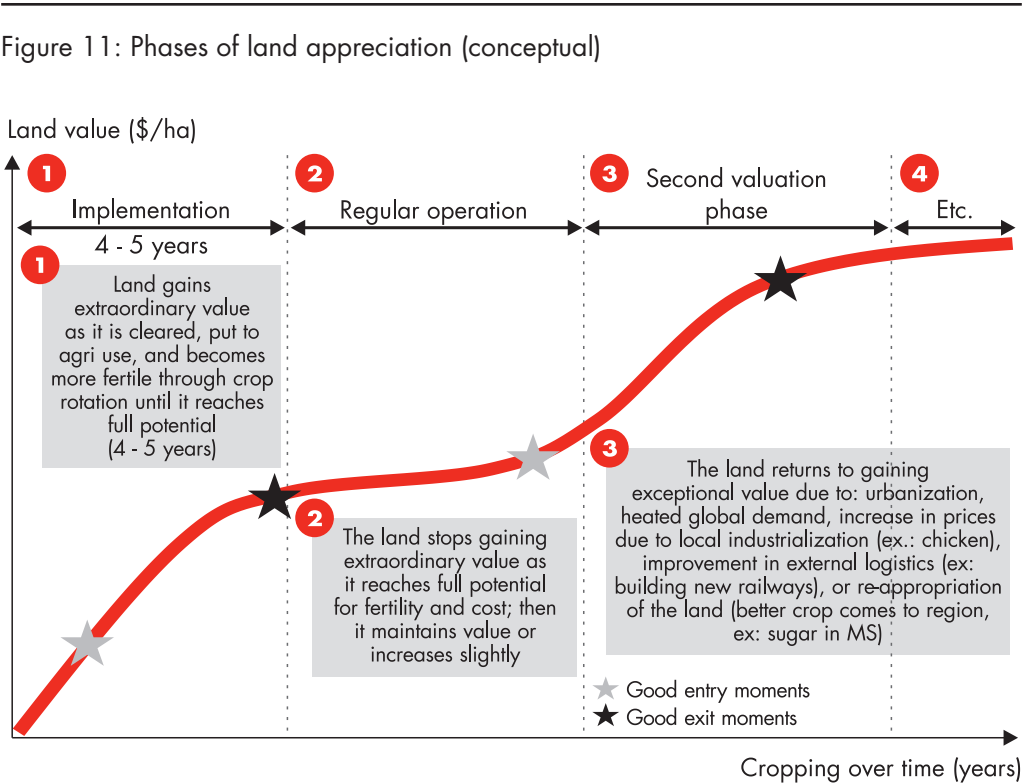 Figure 11: Phases of land appreciation (conceptual)
Land value ($/ha)
1
Implementation
4 - 5 years
2
Regular operation
3
Second valuation
phase
4
Etc.
1
Land gains
extraordinary value
as it is cleared, put to
agri use, and becomes
more fertile through crop
rotation until it reaches
full potential
(4 - 5 years)
2
The land stops gaining
extraordinary value as
it reaches full potential
for fertility and cost; then
it maintains value or
increases slightly
3
The land returns to gaining
exceptional value due to: urbanization,
heated global demand, increase in prices
due to local industrialization (ex.: chicken),
improvement in external logistics (ex:
building new railways), or re-appropriation
of the land (better crop comes to region,
ex: sugar in MS)
Good entry moments
Good exit moments
Cropping over time (years)